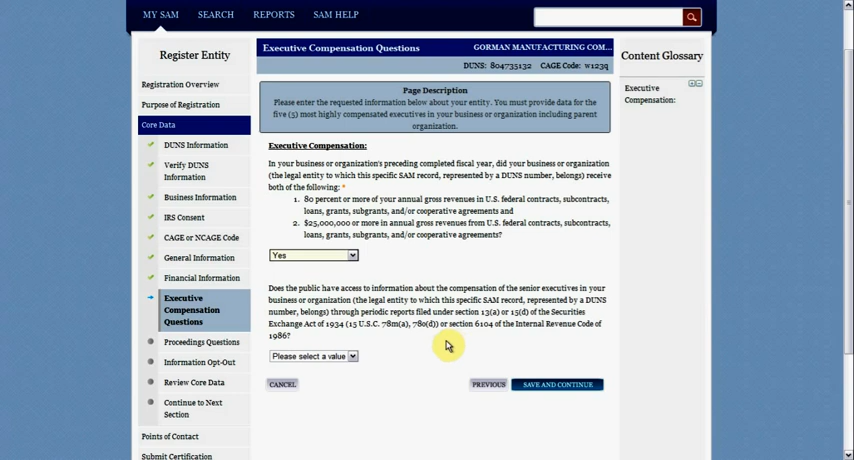 MY SAM SEARCH REPORTS SAM HELP
Register Entity
Registration Overview
Purpose of Registration
Core Data
DUNS Information
Verify DUNS
Information
Business Information
IRS Consent
CAGE or NCAGE Code
General Information
Financial Information
Executive
Compensation
Questions
Proceedings Questions
Information Opt-Out
Review Core Data
Continue to Next
Section
Points of Contact
Submit Certification
Executive Compensation Questions GORMAN MANUFACTURING COM...
DUNS: 804735132 CAGE Code: w123q
Page Description
Please enter the requested information below about your entity. You must provide data for the
five (5) most highly compensated executives in your business or organization including parent
organization.
Executive Compensation:
In your business or organization's preceding completed fiscal year, did your business or organization
(the legal entity to which this specific SAM record, represented by a DUNS number, belongs) receive
both of the following: *
1. 80 percent or more of your annual gross revenues in U.S. federal contracts, subcontracts,
loans, grants, subgrants, and/or cooperative agreements and
2. $25,000,000 or more in annual gross revenues from U.S. federal contracts, subcontracts,
loans, grants, subgrants, and/or cooperative agreements?
Yes
Does the public have access to information about the compensation of the senior executives in your
business or organization (the legal entity to which this specific SAM record, represented by a DUNS
number, belongs) through periodic reports filed under section 13(a) or 15(d) of the Securities
Exchange Act of 1934 (15 U.S.C. 78m(a), 78o(d)) or section 6104 of the Internal Revenue Code of
1986?
Please select a value
CANCEL PREVIOUS SAVE AND CONTINUE
Content Glossary
Executive
Compensation: